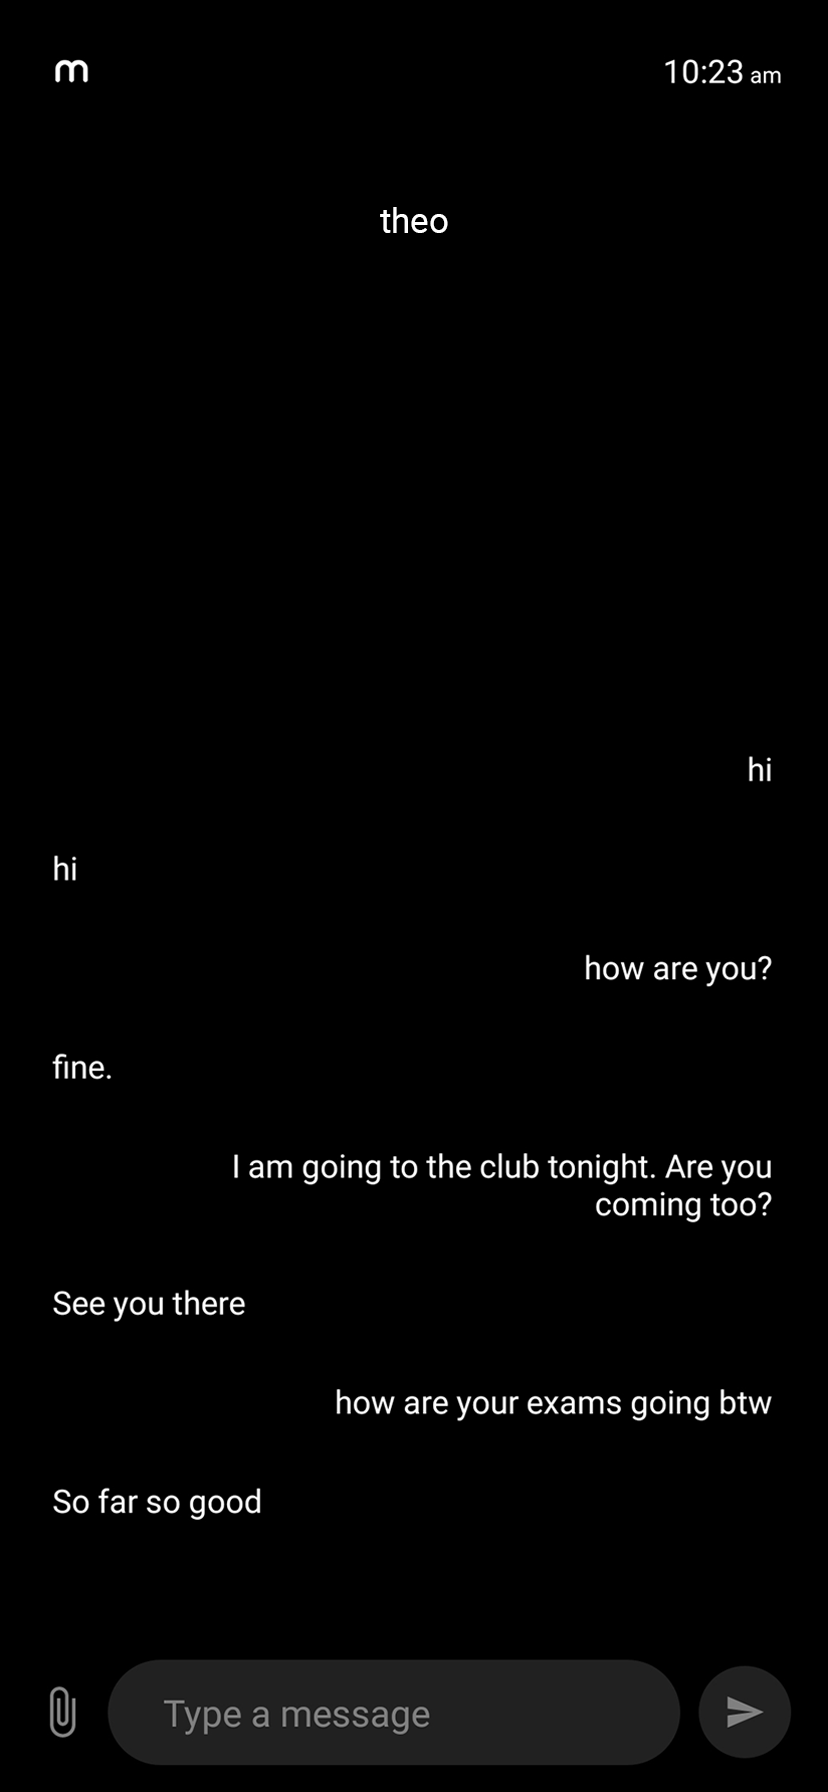 m
10:23 am
theo
hi
hi
how are you?
fine.
I am going to the club tonight. Are you
coming too?
See you there
how are your exams going btw
So far so good
Type a message